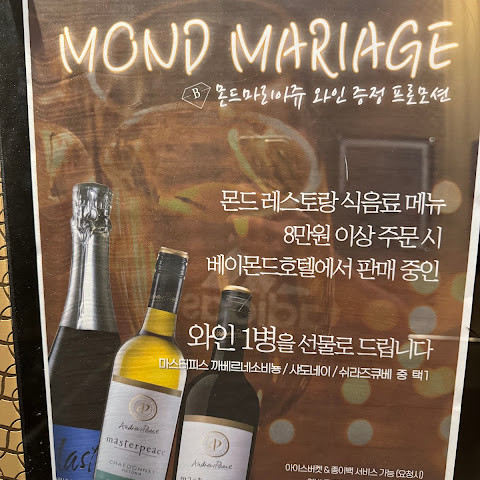 MOND MARIAGE
B 몬드마리아쥬 와인 증정 프로모션
몬드 레스토랑 식음료 메뉴
8만원 이상 주문 시
베이몬드호텔에서 판매 중인
와인 1병을 선물로 드립니다
마스터피스 까베르네소비뇽 / 샤도네이 / 쉬라즈큐베 중 택1
Andrew Peace
masterpeace
CHARDONNAY
Andrew Peace
아이스버켓 & 종이백 서비스 가능 (요청시)